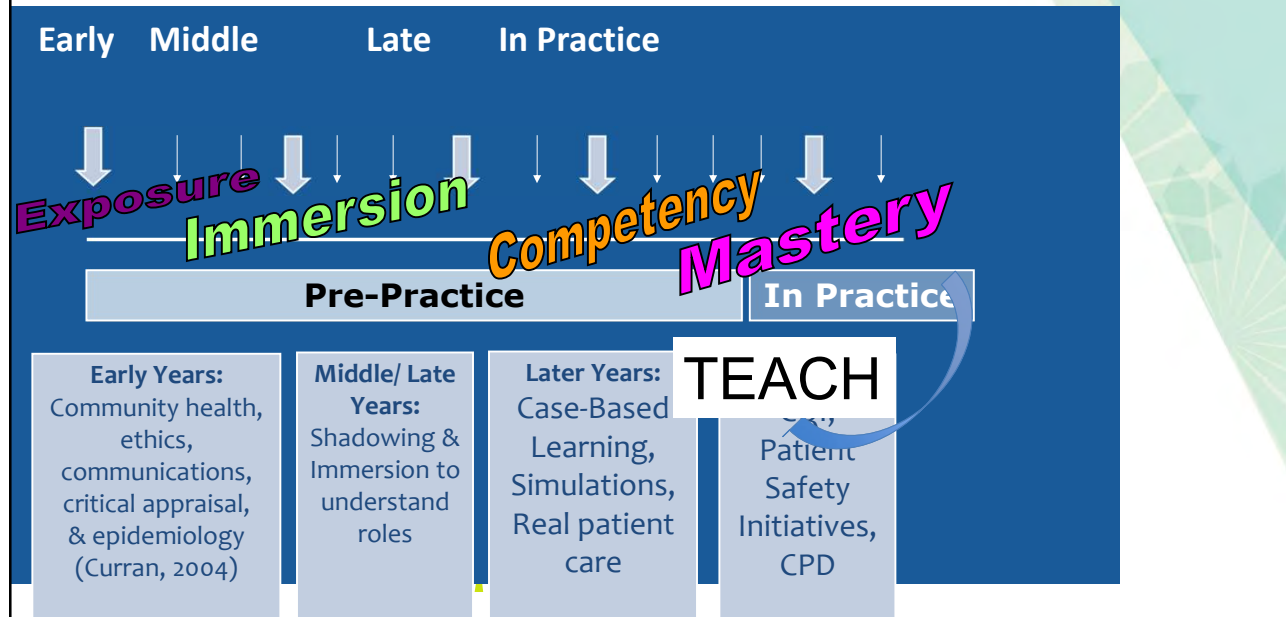 Early Middle Late In Practice
Exposure
Immersion
Competency
Mastery
Pre-Practice
In Practice
Early Years:
Community health,
ethics,
communications,
critical appraisal,
& epidemiology
(Curran, 2004)
Middle/ Late
Years:
Shadowing &
Immersion to
understand
roles
Later Years:
Case-Based
Learning,
Simulations,
Real patient
care
TEACH
Patient
Safety
Initiatives,
CPD